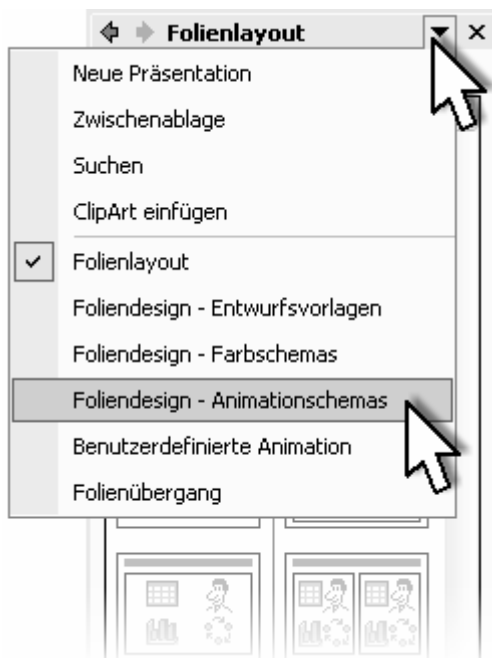 Folienlayout
Neue Präsentation
Zwischenablage
Suchen
ClipArt einfügen
Folienlayout
Foliendesign - Entwurfsvorlagen
Foliendesign - Farbschemas
Foliendesign - Animationschemas
Benutzerdefinierte Animation
Folienübergang